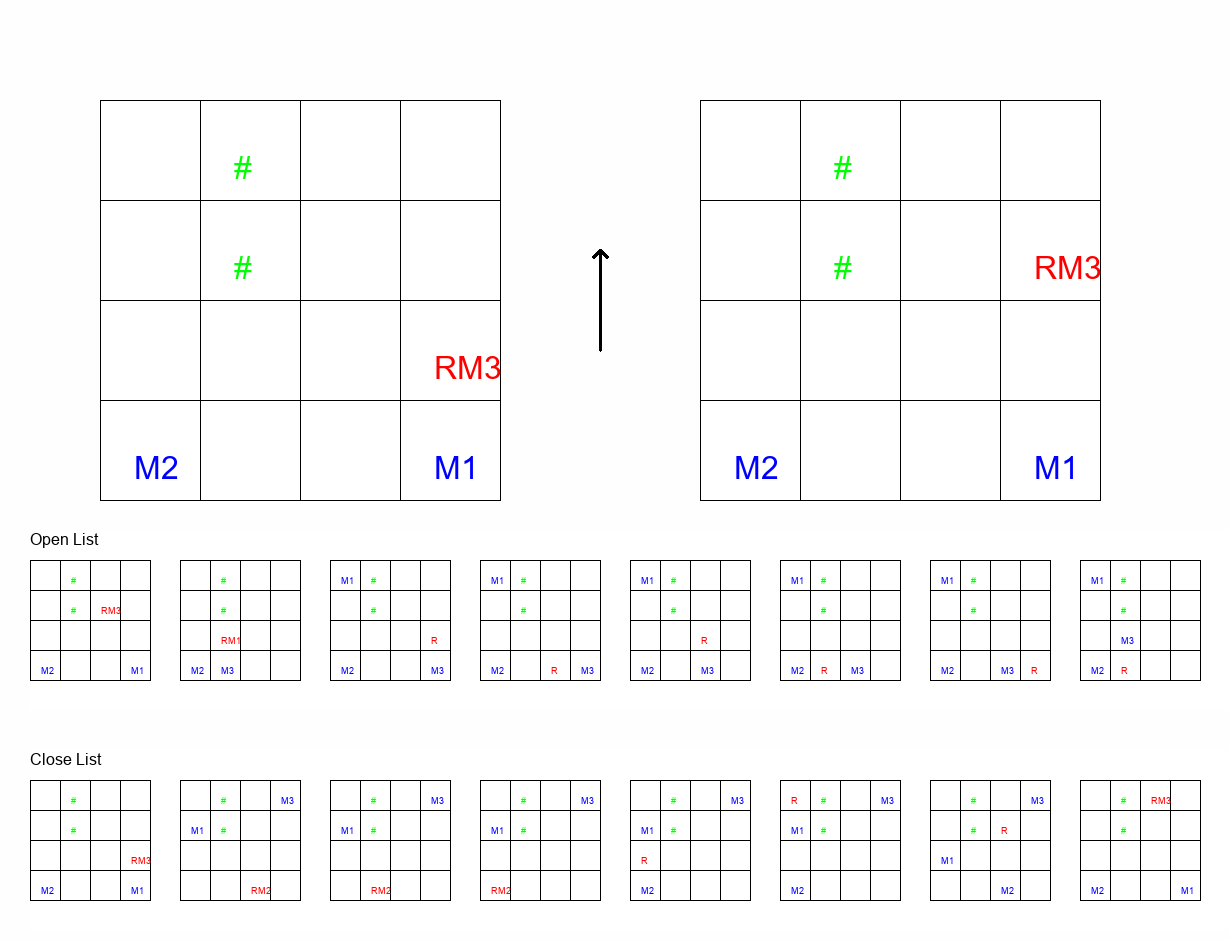 # #
# # RM3
RM3
M2 M1 M2 M1
Open List
# # M1 # M1 # M1 # M1 # M1 # M1 #
# RM3 # # # # # # #
RM1 R R M3
M2 M1 M2 M3 M2 M3 M2 R M3 M2 M3 M2 R M3 M2 M3 R M2 R
Close List
# # M3 # M3 # M3 # M3 R # M3 # M3 # RM3
# M1 # M1 # M1 # M1 # M1 # # R #
RM3 R M1
M2 M1 RM2 RM2 RM2 M2 M2 M2 M2 M1